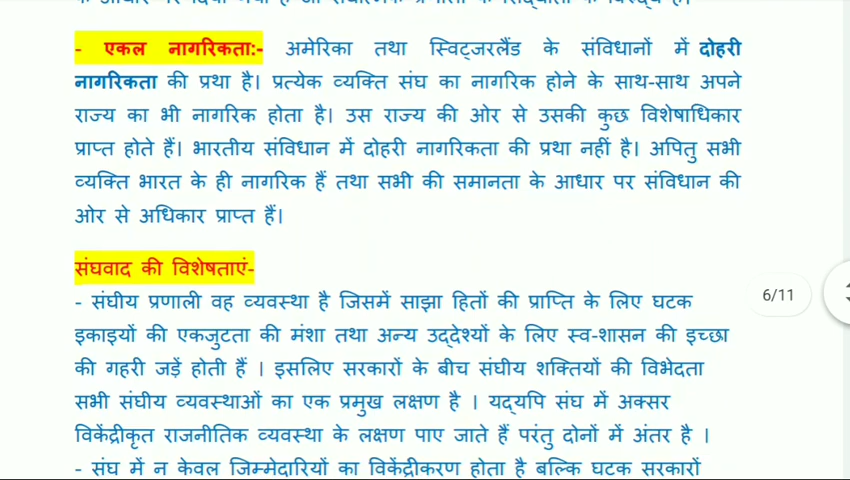 - एकल नागरिकता:- अमेरिका तथा स्विट्जरलैंड के संविधानों में दोहरी
नागरिकता की प्रथा है। प्रत्येक व्यक्ति संघ का नागरिक होने के साथ-साथ अपने
राज्य का भी नागरिक होता है। उस राज्य की ओर से उसकी कुछ विशेषाधिकार
प्राप्त होते हैं। भारतीय संविधान में दोहरी नागरिकता की प्रथा नहीं है। अपितु सभी
व्यक्ति भारत के ही नागरिक हैं तथा सभी की समानता के आधार पर संविधान की
ओर से अधिकार प्राप्त हैं।
संघवाद की विशेषताएं-
- संघीय प्रणाली वह व्यवस्था है जिसमें साझा हितों की प्राप्ति के लिए घटक
इकाइयों की एकजुटता की मंशा तथा अन्य उद्देश्यों के लिए स्व-शासन की इच्छा
6/11
की गहरी जड़ें होती हैं । इसलिए सरकारों के बीच संघीय शक्तियों की विभेदता
सभी संघीय व्यवस्थाओं का एक प्रमुख लक्षण है । यद्यपि संघ में अक्सर
विकेंद्रीकृत राजनीतिक व्यवस्था के लक्षण पाए जाते हैं परंतु दोनों में अंतर है ।
- संघ में न केवल जिम्मेदारियों का विकेंद्रीकरण होता है बल्कि घटक सरकारों